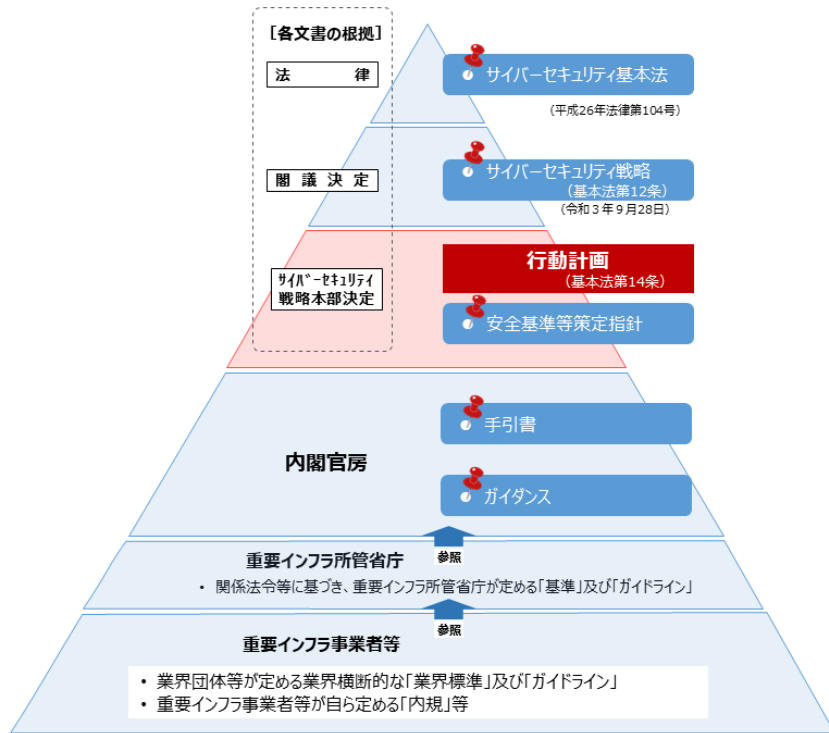 ［各文書の根拠］
法　　　　律
サイバーセキュリティ基本法
（平成26年法律第104号）
閣 議 決 定
サイバーセキュリティ戦略
（基本法第12条）
（令和３年９月28日）
ｻｲﾊﾞｰｾｷｭﾘﾃｨ
戦略本部決定
行動計画
（基本法第14条）
安全基準等策定指針
内閣官房
手引書
ガイダンス
参照
重要インフラ所管省庁
・ 関係法令等に基づき、重要インフラ所管省庁が定める「基準」及び「ガイドライン」
参照
重要インフラ事業者等
・ 業界団体等が定める業界横断的な「業界標準」及び「ガイドライン」
・ 重要インフラ事業者等が自ら定める「内規」等